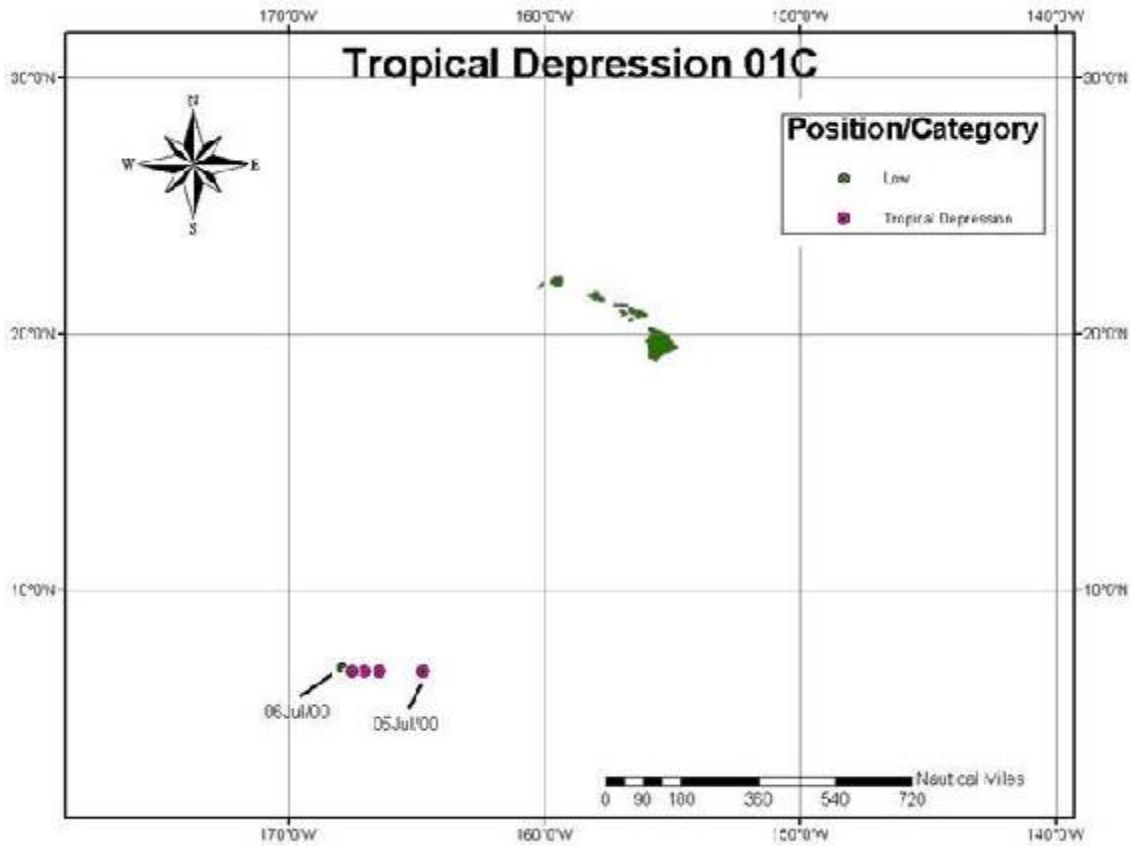 170°0'W 160°0'W 150°0'W 140°0'W
Tropical Depression 01C
30°0'N 30°0'N
N
W E
S
Position/Category
Low
Tropical Depression
20°0'N 20°0'N
10°0'N 10°0'N
06Jul/00
05Jul/00
Nautical Miles
0 90 180 360 540 720
170°0'W 160°0'W 150°0'W 140°0'W